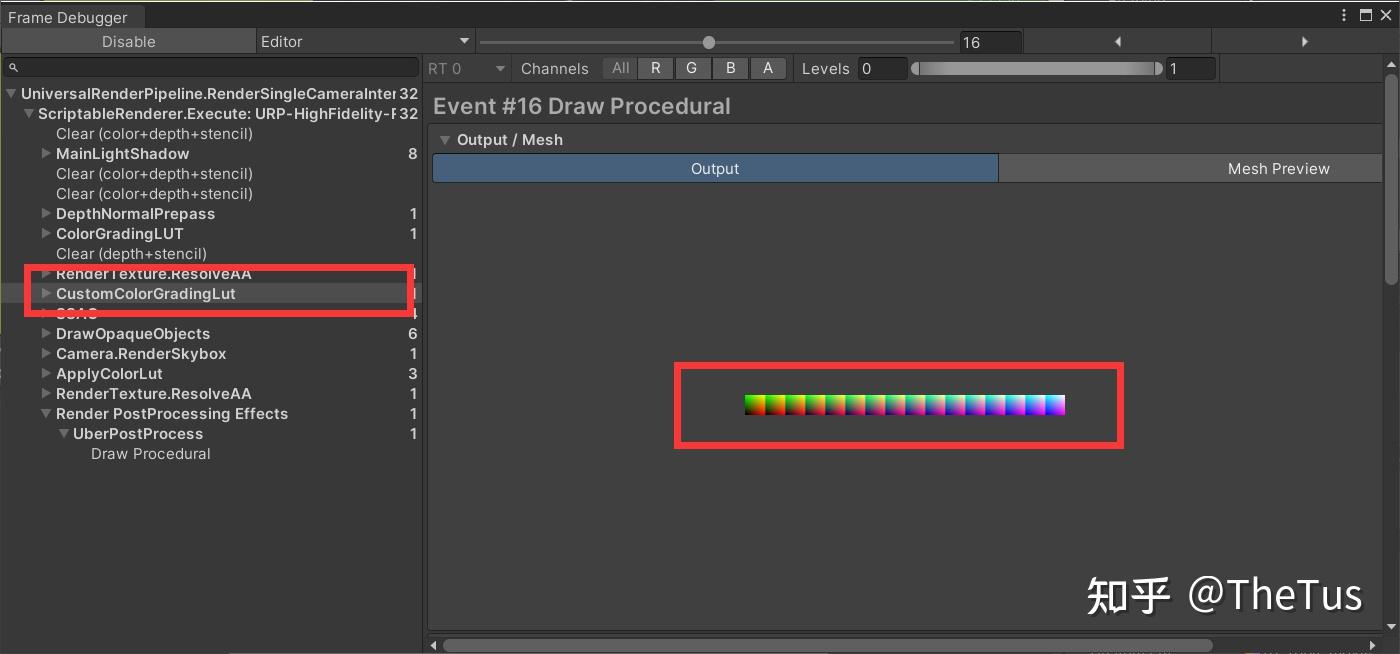 Frame Debugger
Disable Editor 16
RT 0 Channels All R G B A Levels 0 1
UniversalRenderPipeline.RenderSingleCameraInter 32
ScriptableRenderer.Execute: URP-HighFidelity-F 32
Clear (color+depth+stencil)
MainLightShadow 8
Clear (color+depth+stencil)
Clear (color+depth+stencil)
DepthNormalPrepass 1
ColorGradingLUT 1
Clear (depth+stencil)
RenderTexture.ResolveAA 1
CustomColorGradingLut 1
SSAO 4
DrawOpaqueObjects 6
Camera.RenderSkybox 1
ApplyColorLut 3
RenderTexture.ResolveAA 1
Render PostProcessing Effects 1
UberPostProcess 1
Draw Procedural
Event #16 Draw Procedural
Output / Mesh
Output Mesh Preview
知乎 @TheTus